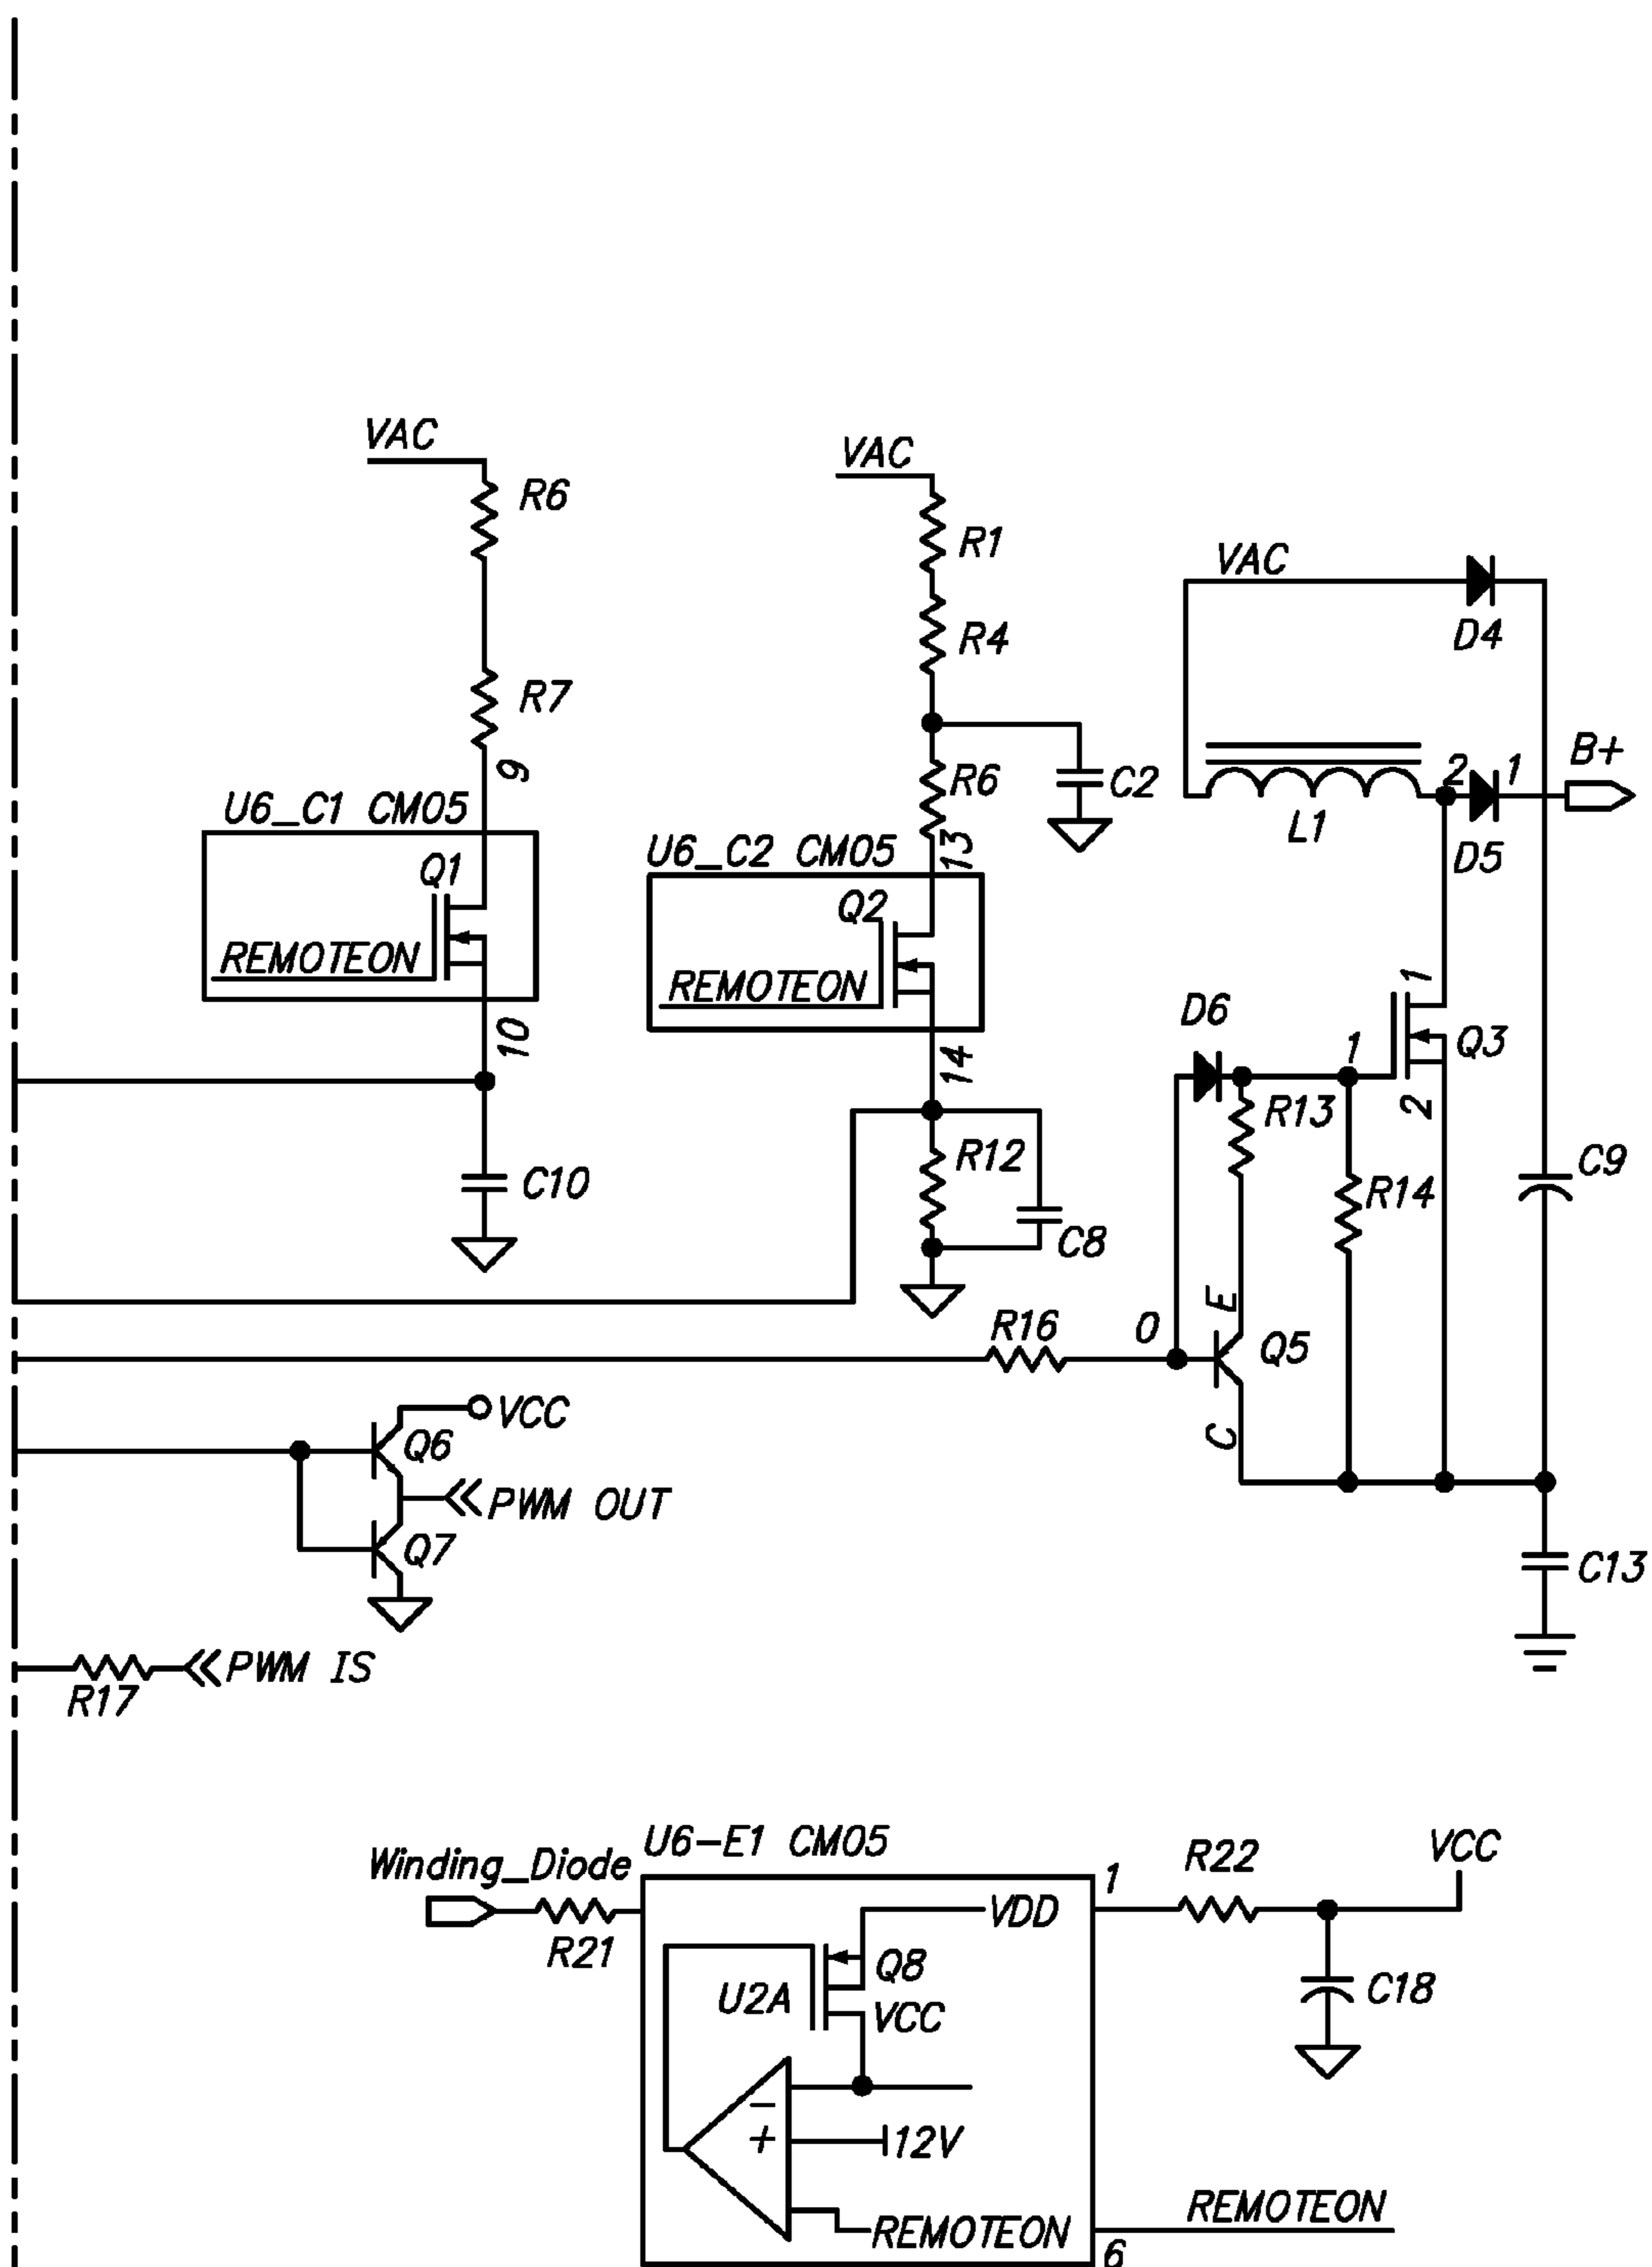 VAC
R6
R7
9
U6_C1 CM05
Q1
REMOTEON
10
C10
VAC
R1
R4
R6
C2
13
U6_C2 CM05
Q2
REMOTEON
14
R12
C8
VAC
D4
B+
2
1
L1
D5
D6
1
1
Q3
2
R13
R14
C9
R16
0
E
Q5
C
C13
VCC
Q6
PWM OUT
Q7
PWM IS
R17
Winding_Diode
R21
U6-E1 CM05
1
R22
VCC
VDD
Q8
U2A
VCC
C18
−
+
12V
REMOTEON
REMOTEON
6